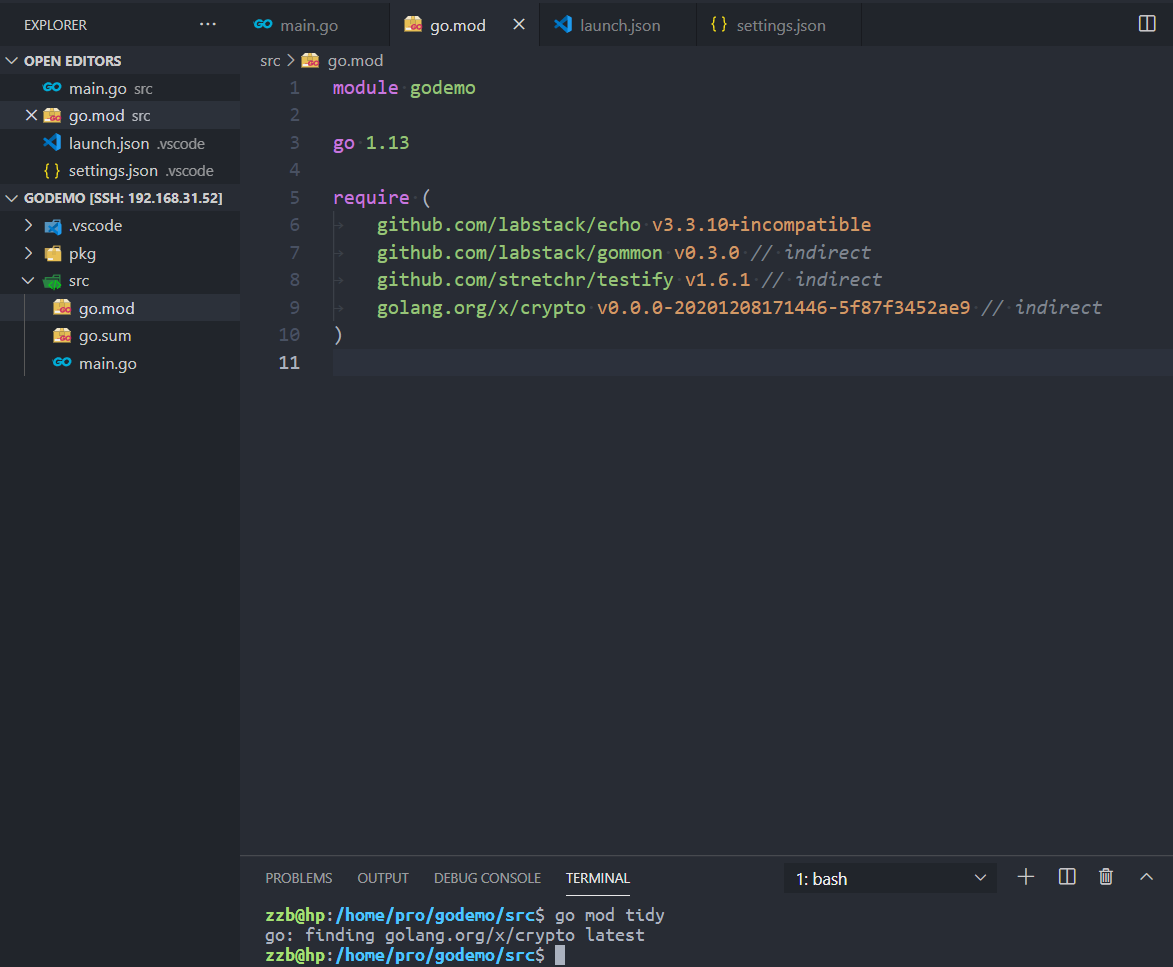 EXPLORER ···
main.go go.mod launch.json {} settings.json
OPEN EDITORS
main.go src
go.mod src
launch.json .vscode
{} settings.json .vscode
GODEMO [SSH: 192.168.31.52]
.vscode
pkg
src
go.mod
go.sum
main.go
src > go.mod
1 module godemo
2
3 go 1.13
4
5 require (
6 github.com/labstack/echo v3.3.10+incompatible
7 github.com/labstack/gommon v0.3.0 // indirect
8 github.com/stretchr/testify v1.6.1 // indirect
9 golang.org/x/crypto v0.0.0-20201208171446-5f87f3452ae9 // indirect
10 )
11
PROBLEMS OUTPUT DEBUG CONSOLE TERMINAL 1: bash
zzb@hp:/home/pro/godemo/src$ go mod tidy
go: finding golang.org/x/crypto latest
zzb@hp:/home/pro/godemo/src$